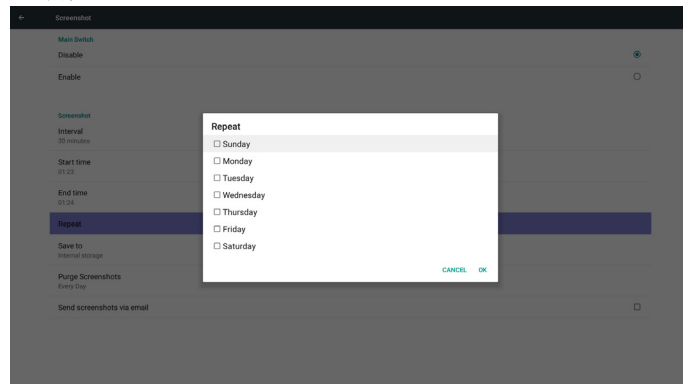 Screenshot
Main Switch
Disable
Enable
Screenshot
Interval
30 minutes
Start time
01:23
End time
01:24
Repeat
Save to
Internal storage
Purge Screenshots
Every Day
Send screenshots via email
Repeat
Sunday
Monday
Tuesday
Wednesday
Thursday
Friday
Saturday
CANCEL OK